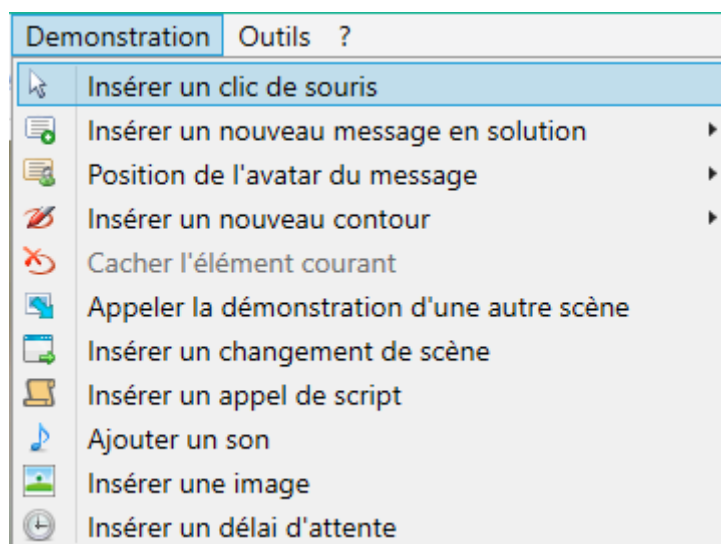 Demonstration Outils ?
Insérer un clic de souris
Insérer un nouveau message en solution
Position de l'avatar du message
Insérer un nouveau contour
Cacher l'élément courant
Appeler la démonstration d'une autre scène
Insérer un changement de scène
Insérer un appel de script
Ajouter un son
Insérer une image
Insérer un délai d'attente